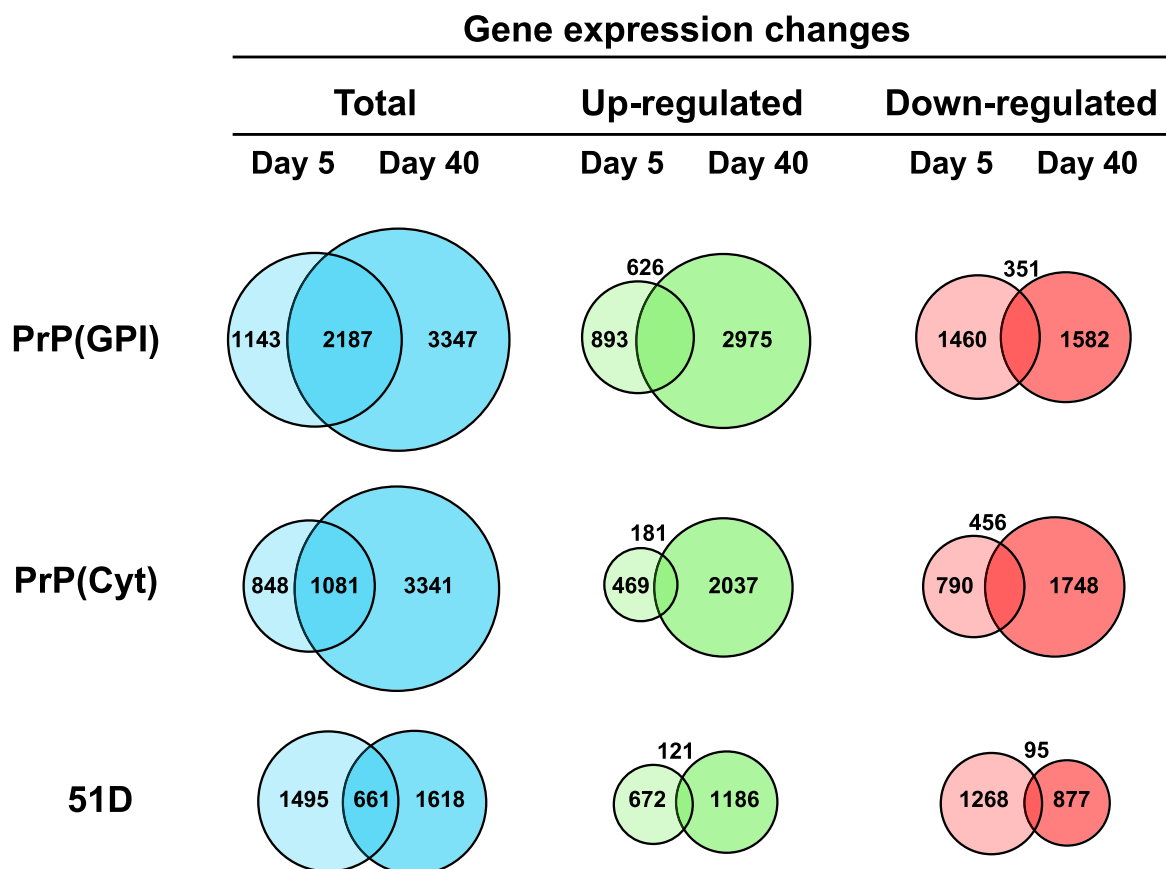 Gene expression changes
Total Up-regulated Down-regulated
Day 5 Day 40 Day 5 Day 40 Day 5 Day 40
626 351
PrP(GPI) 1143 2187 3347 893 2975 1460 1582
181 456
PrP(Cyt) 848 1081 3341 469 2037 790 1748
121 95
51D 1495 661 1618 672 1186 1268 877